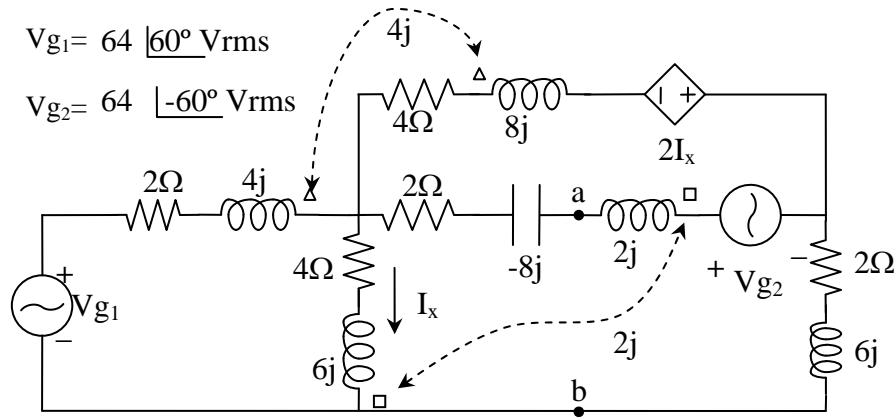 Vg₁= 64 60º Vrms
4j
Vg₂= 64 -60º Vrms
4Ω
8j
2Iₓ
2Ω
4j
2Ω
a
-8j
2j
+ Vg₂ −
2Ω
4Ω
Iₓ
+
Vg₁
−
6j
2j
6j
b
− +